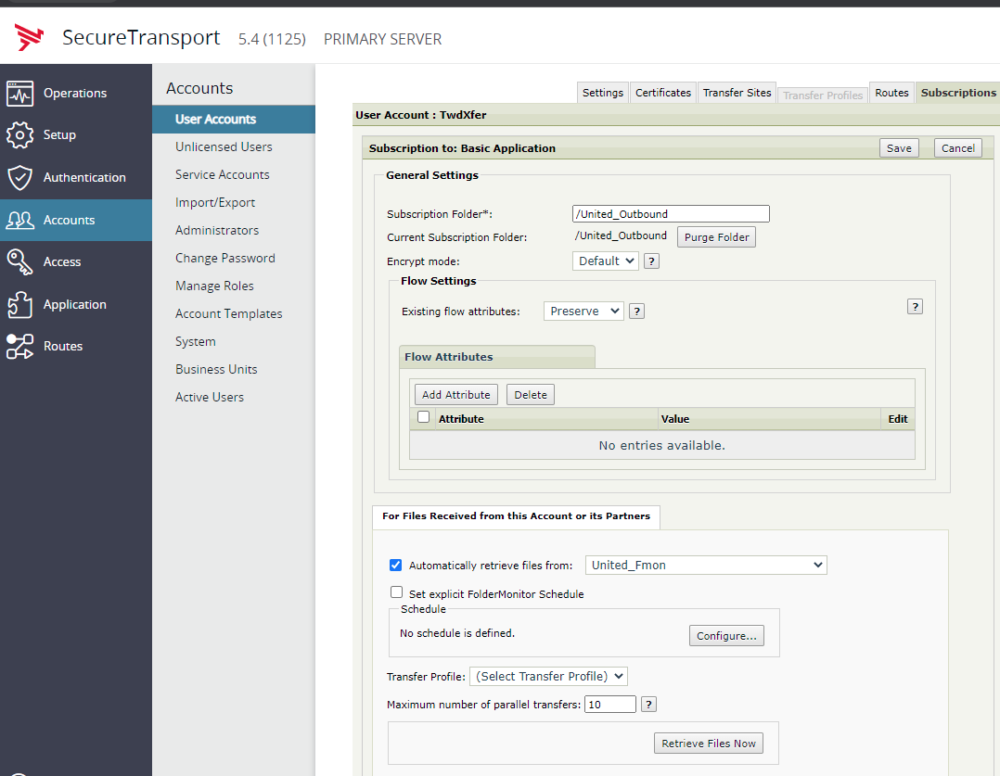 SecureTransport 5.4 (1125) PRIMARY SERVER
Operations
Setup
Authentication
Accounts
Access
Application
Routes
Accounts
User Accounts
Unlicensed Users
Service Accounts
Import/Export
Administrators
Change Password
Manage Roles
Account Templates
System
Business Units
Active Users
Settings Certificates Transfer Sites Transfer Profiles Routes Subscriptions
User Account : TwdXfer
Subscription to: Basic Application Save Cancel
General Settings
Subscription Folder*: /United_Outbound
Current Subscription Folder: /United_Outbound Purge Folder
Encrypt mode: Default ?
Flow Settings
Existing flow attributes: Preserve ? ?
Flow Attributes
Add Attribute Delete
Attribute Value Edit
No entries available.
For Files Received from this Account or its Partners
Automatically retrieve files from: United_Fmon
Set explicit FolderMonitor Schedule
Schedule
No schedule is defined. Configure...
Transfer Profile: (Select Transfer Profile)
Maximum number of parallel transfers: 10 ?
Retrieve Files Now